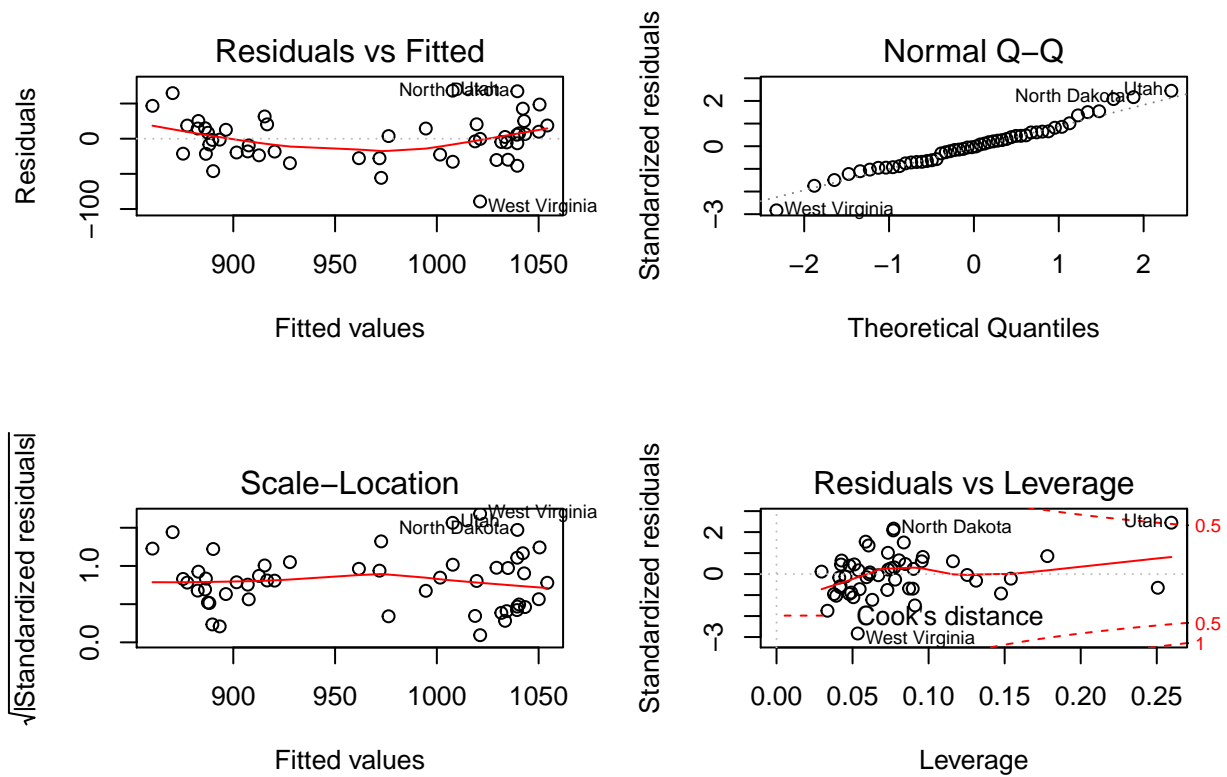 Residuals vs Fitted
Residuals
0
−100
North Dakota
Utah
West Virginia
900 950 1000 1050
Fitted values
Normal Q−Q
Standardized residuals
2
0
−3
North Dakota
Utah
West Virginia
−2 −1 0 1 2
Theoretical Quantiles
Scale−Location
√|Standardized residuals|
1.0
0.0
West Virginia
Utah
North Dakota
900 950 1000 1050
Fitted values
Residuals vs Leverage
Standardized residuals
2
0
−3
North Dakota
Utah
0.5
Cook's distance
West Virginia
0.5
1
0.00 0.05 0.10 0.15 0.20 0.25
Leverage